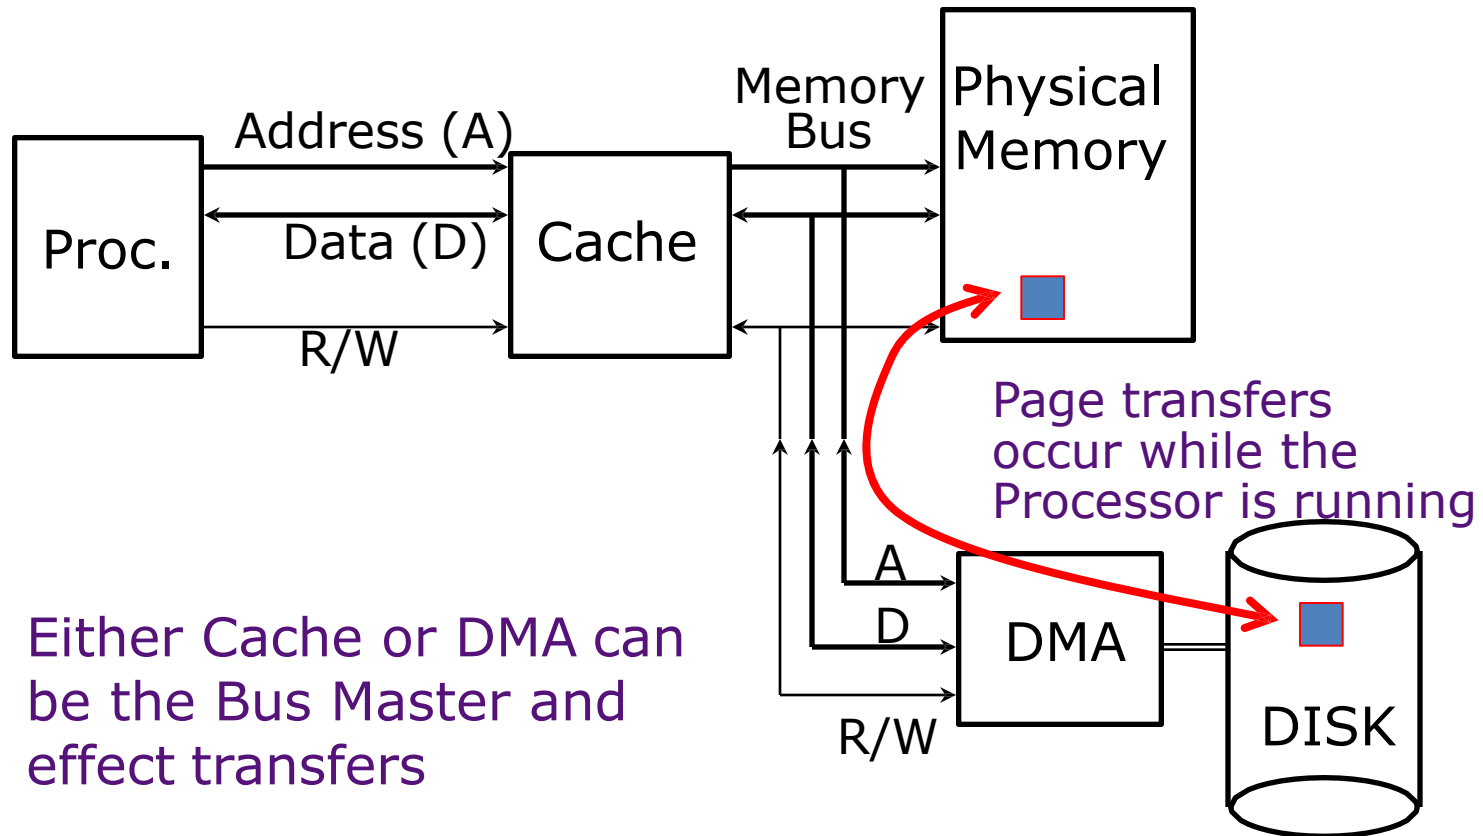 Memory
Bus
Physical
Memory
Address (A)
Proc.
Data (D)
Cache
R/W
Page transfers
occur while the
Processor is running
A
D
DMA
R/W
DISK
Either Cache or DMA can
be the Bus Master and
effect transfers